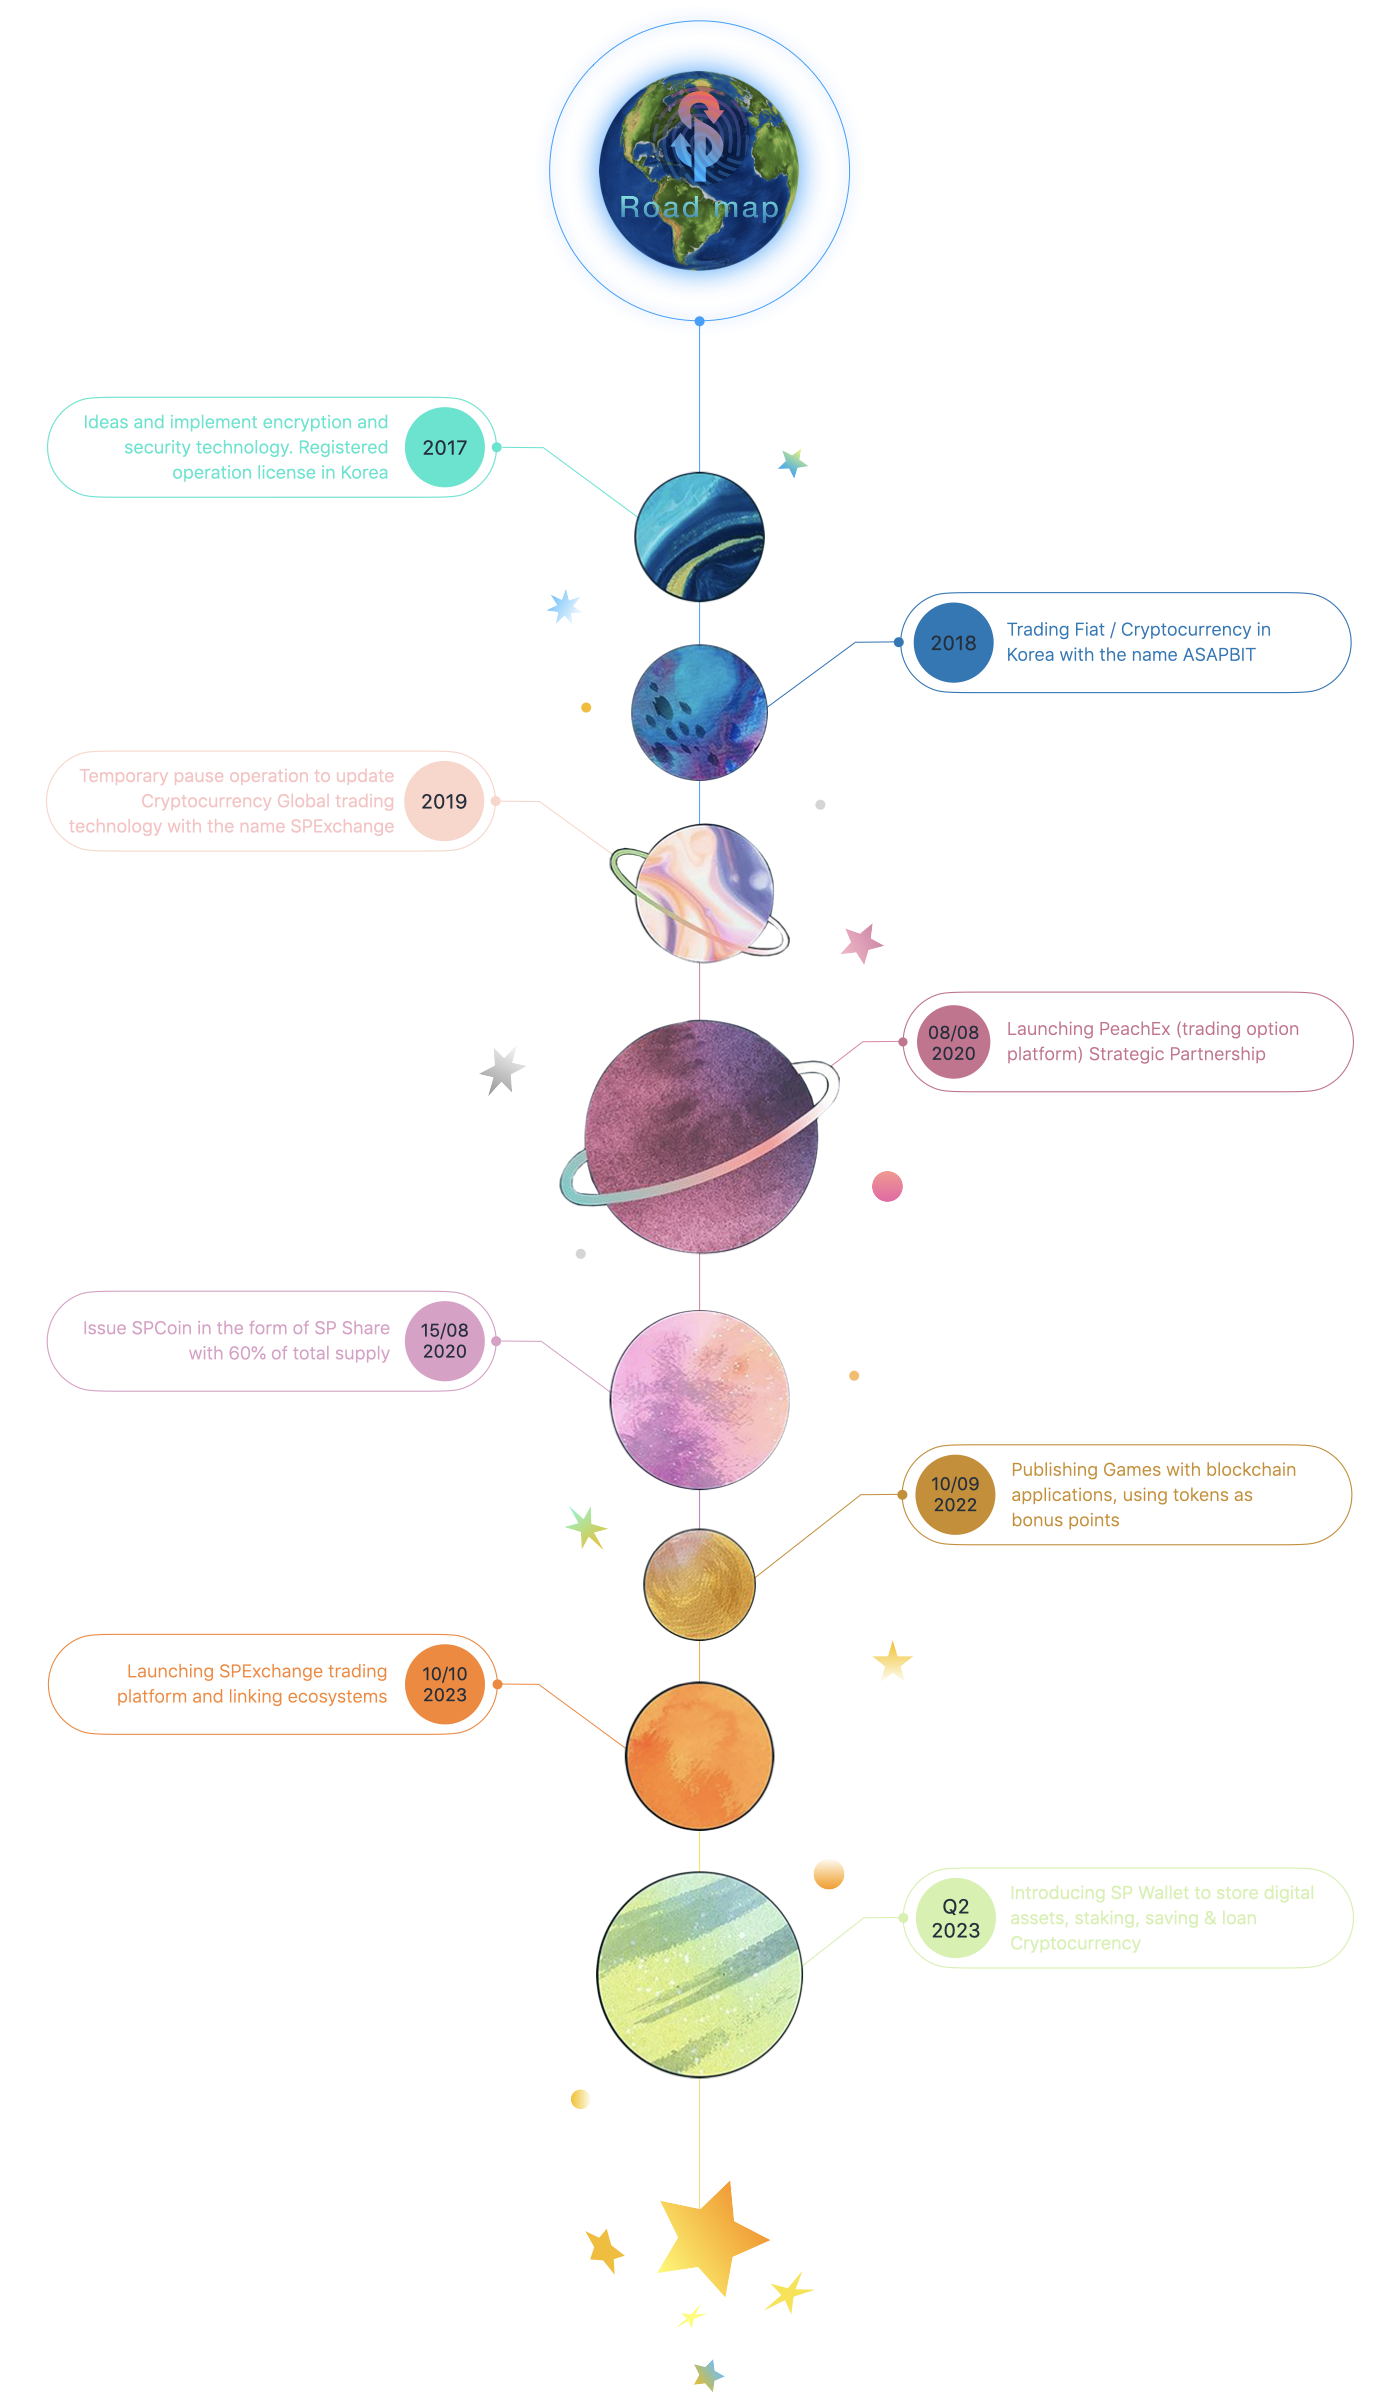 Road map
Ideas and implement encryption and
security technology. Registered
operation license in Korea
2017
2018
Trading Fiat / Cryptocurrency in
Korea with the name ASAPBIT
Temporary pause operation to update
Cryptocurrency Global trading
technology with the name SPExchange
2019
08/08
2020
Launching PeachEx (trading option
platform) Strategic Partnership
Issue SPCoin in the form of SP Share
with 60% of total supply
15/08
2020
10/09
2022
Publishing Games with blockchain
applications, using tokens as
bonus points
Launching SPExchange trading
platform and linking ecosystems
10/10
2023
Q2
2023
Introducing SP Wallet to store digital
assets, staking, saving & loan
Cryptocurrency